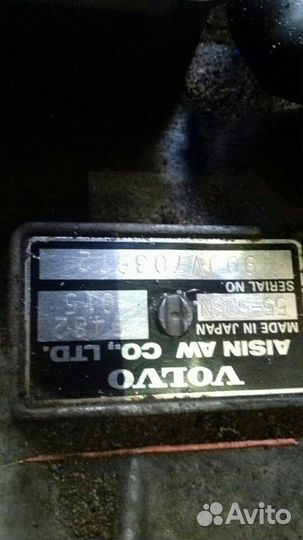 VOLVO
AISIN AW CO., LTD.
MADE IN JAPAN
55-50SN
SERIAL NO.
Avito